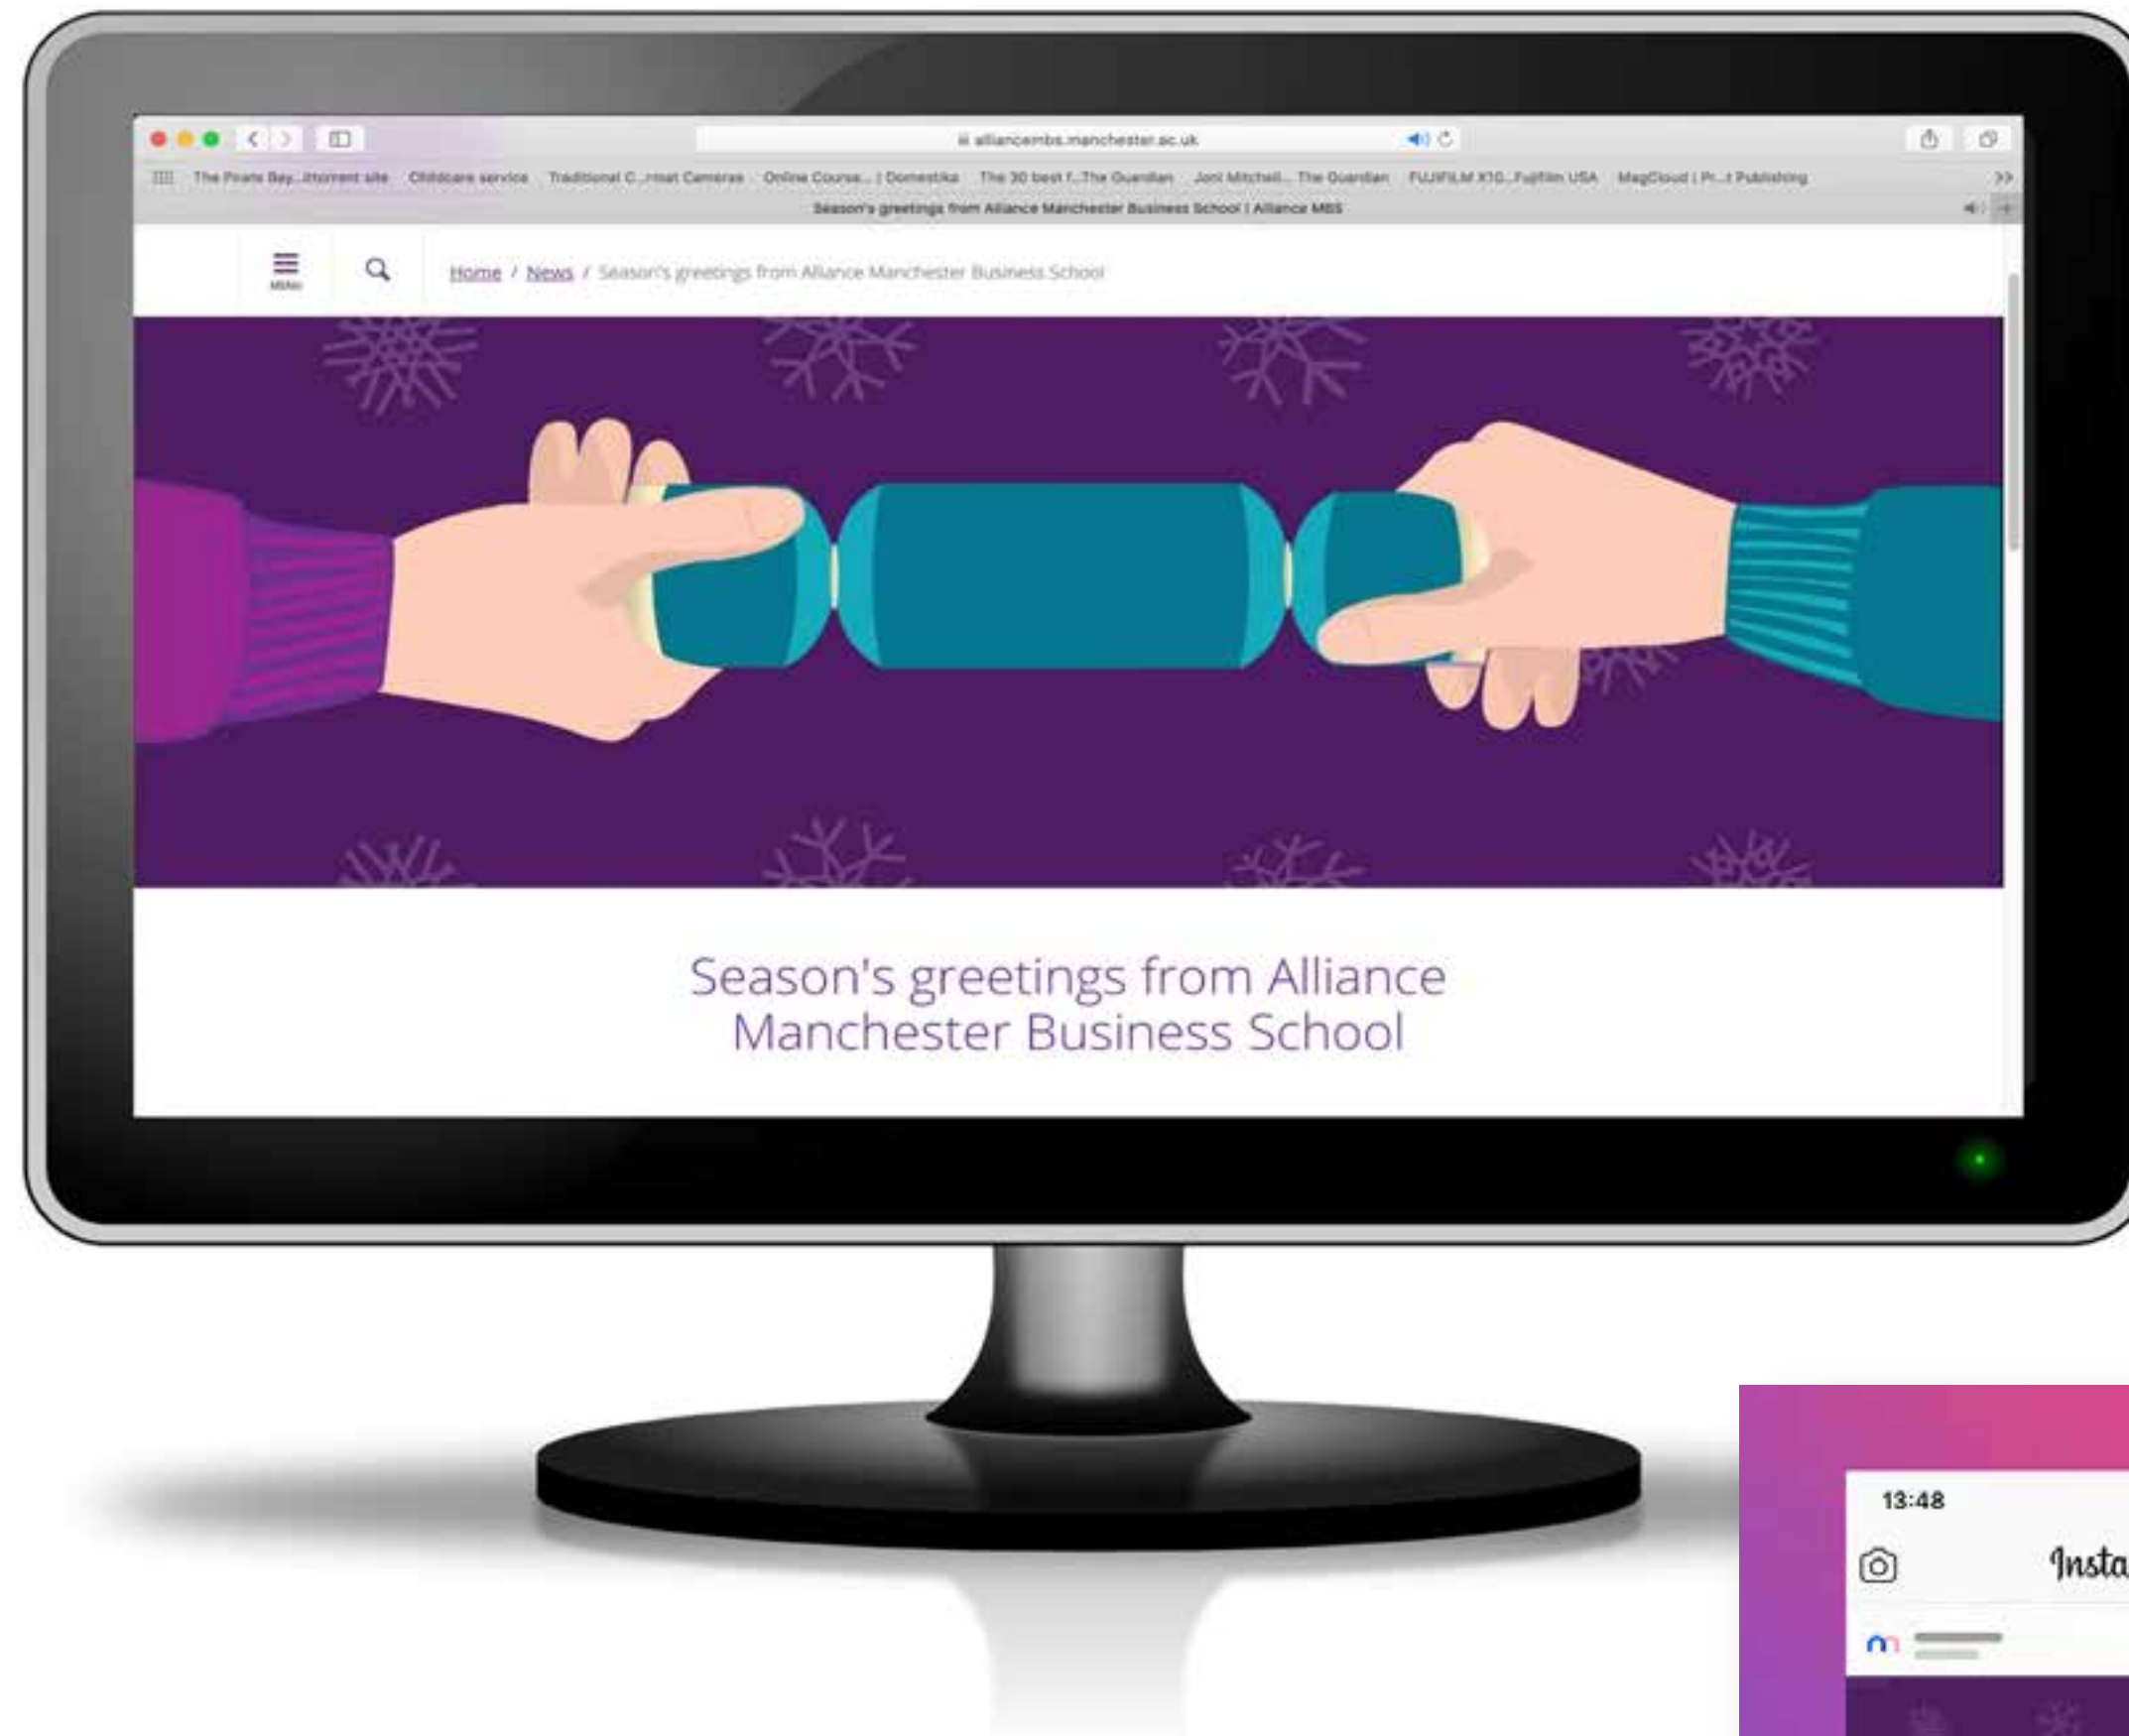 alliancembs.manchester.ac.uk
The Pirate Bay...ittorrent site Childcare service Traditional C...rmat Cameras Online Course... | Domestika The 30 best f...The Guardian Joni Mitchell... The Guardian FUJIFILM X10...Fujifilm USA MagCloud | Pr...t Publishing
Season's greetings from Alliance Manchester Business School | Alliance MBS
MENU
Home / News / Season's greetings from Alliance Manchester Business School
Season's greetings from Alliance
Manchester Business School
13:48
Insta